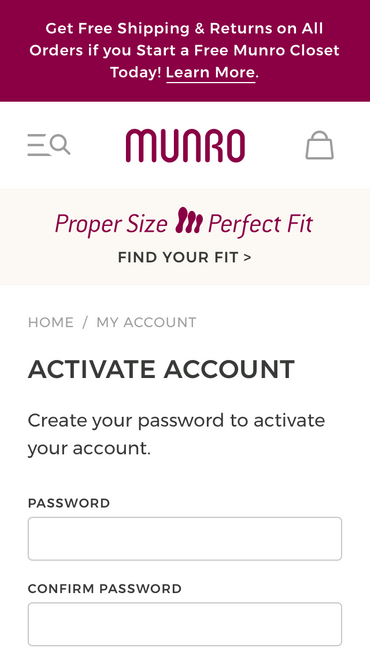 Get Free Shipping & Returns on All
Orders if you Start a Free Munro Closet
Today! Learn More.
MUNRO
Proper Size Perfect Fit
FIND YOUR FIT >
HOME / MY ACCOUNT
ACTIVATE ACCOUNT
Create your password to activate
your account.
PASSWORD
CONFIRM PASSWORD